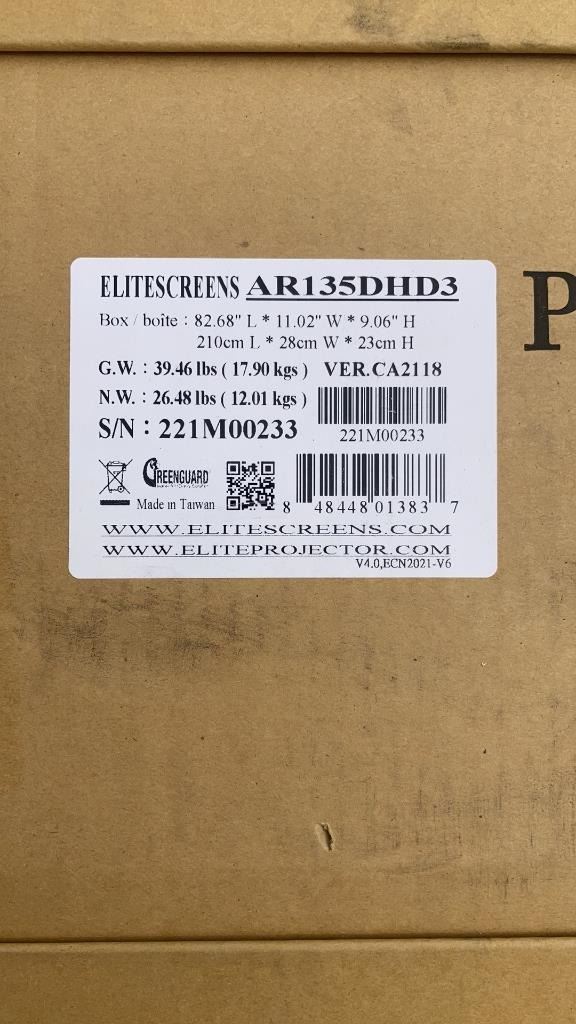 ELITESCREENS AR135DHD3
Box / boîte : 82.68" L * 11.02" W * 9.06" H
210cm L * 28cm W * 23cm H
G.W. : 39.46 lbs ( 17.90 kgs ) VER.CA2118
N.W. : 26.48 lbs ( 12.01 kgs )
S/N : 221M00233
221M00233
GREENGUARD
Made in Taiwan
8 48448 01383 7
WWW.ELITESCREENS.COM
WWW.ELITEPROJECTOR.COM
V4.0,ECN2021-V6
P